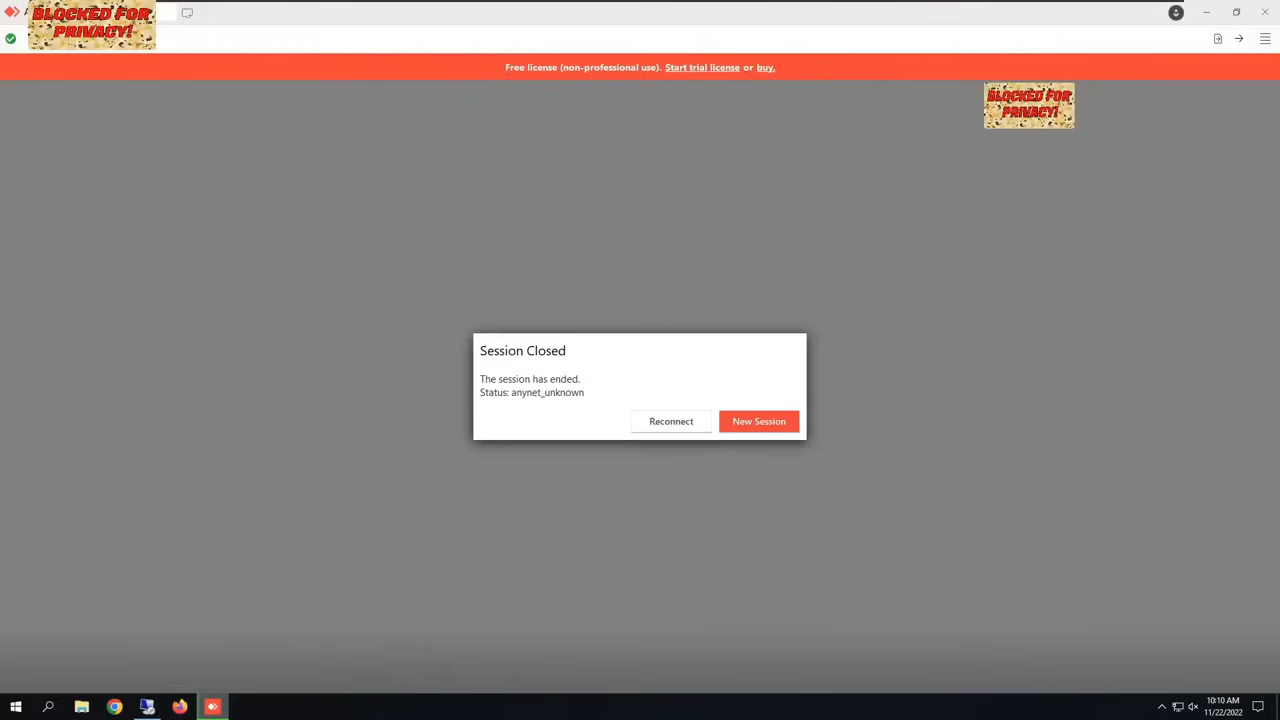 BLOCKED FOR
PRIVACY!
Free license (non-professional use). Start trial license or buy.
BLOCKED FOR
PRIVACY!
Session Closed
The session has ended.
Status: anynet_unknown
Reconnect
New Session
10:10 AM
11/22/2022